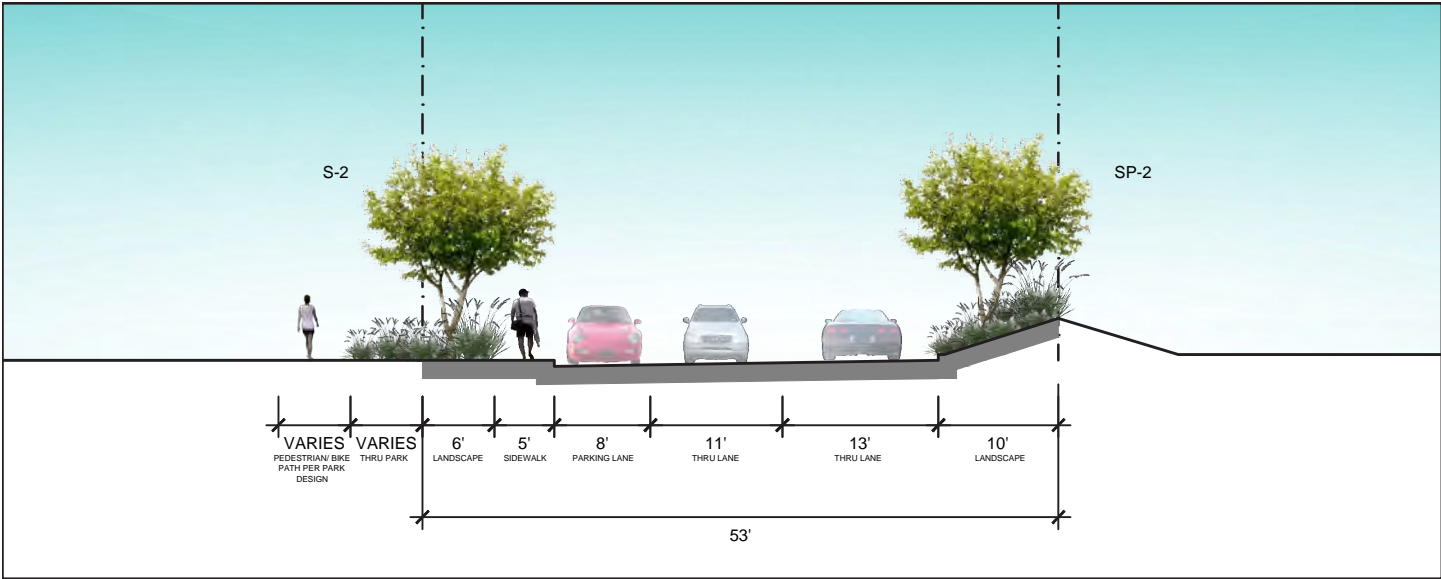 S-2
SP-2
VARIES
PEDESTRIAN/ BIKE
PATH PER PARK
DESIGN
VARIES
THRU PARK
6'
LANDSCAPE
5'
SIDEWALK
8'
PARKING LANE
11'
THRU LANE
13'
THRU LANE
10'
LANDSCAPE
53'